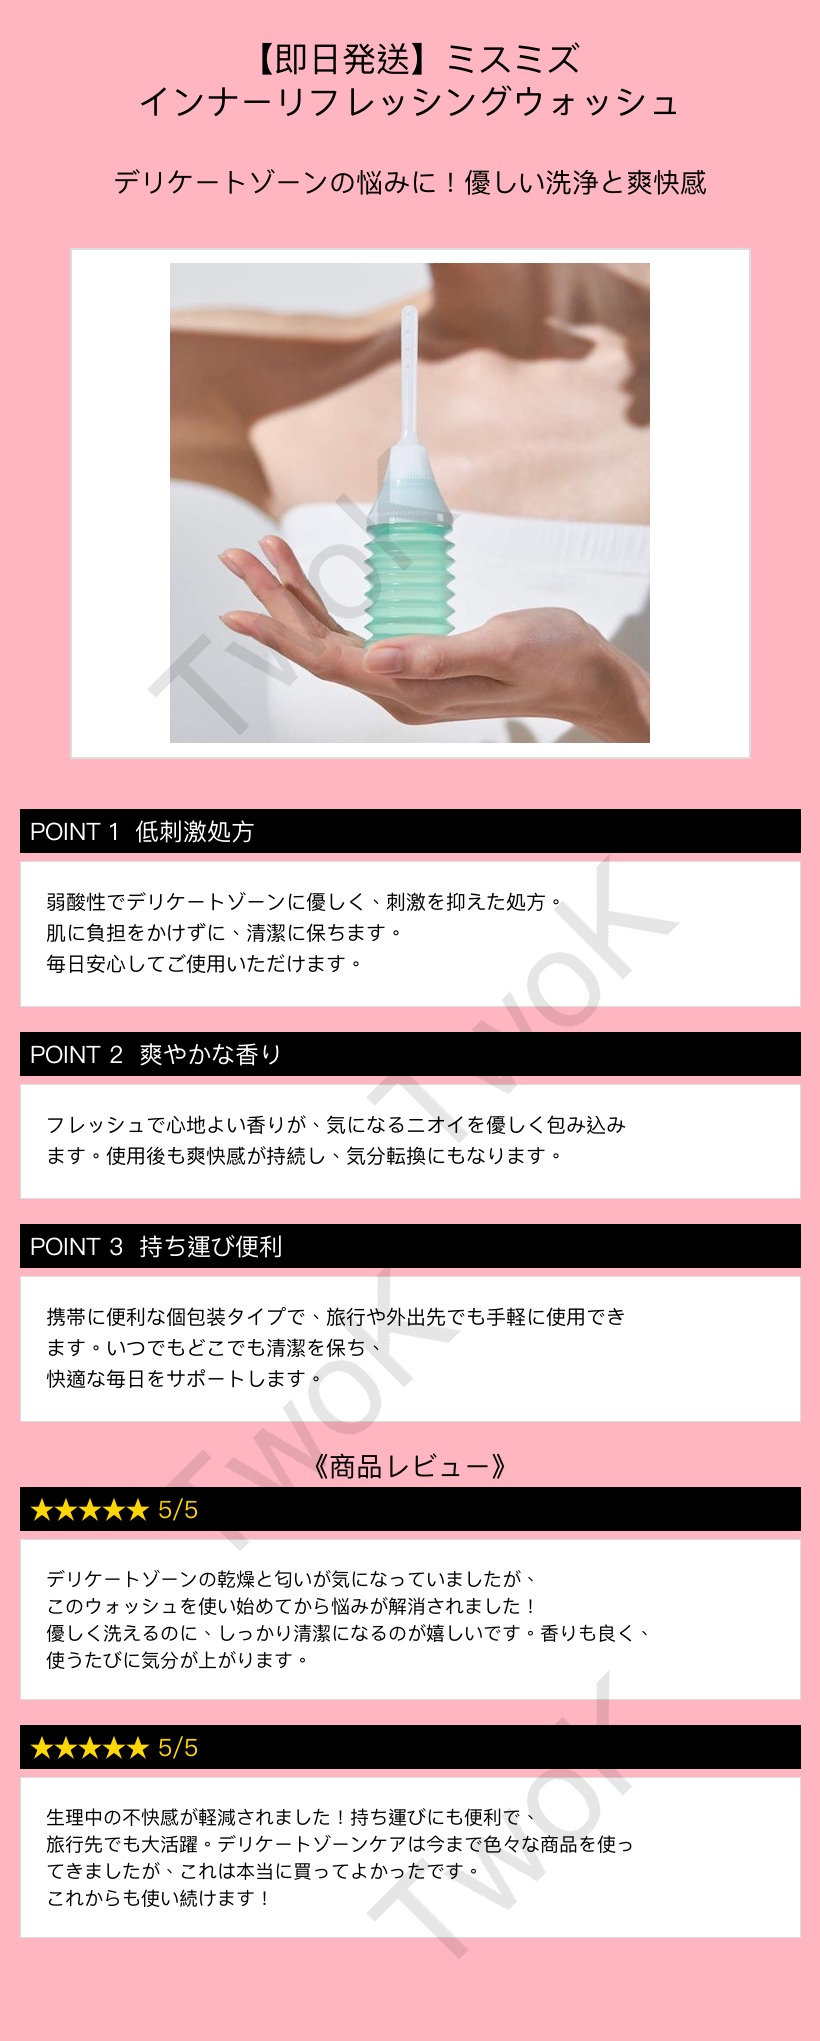 【即日発送】ミスミズ
インナーリフレッシングウォッシュ
デリケートゾーンの悩みに！優しい洗浄と爽快感
TwoK
POINT 1 低刺激処方
弱酸性でデリケートゾーンに優しく、刺激を抑えた処方。
肌に負担をかけずに、清潔に保ちます。
毎日安心してご使用いただけます。
TwoK
POINT 2 爽やかな香り
フレッシュで心地よい香りが、気になるニオイを優しく包み込み
ます。使用後も爽快感が持続し、気分転換にもなります。
POINT 3 持ち運び便利
携帯に便利な個包装タイプで、旅行や外出先でも手軽に使用でき
ます。いつでもどこでも清潔を保ち、
快適な毎日をサポートします。
TwoK
《商品レビュー》
★★★★★ 5/5
デリケートゾーンの乾燥と匂いが気になっていましたが、
このウォッシュを使い始めてから悩みが解消されました！
優しく洗えるのに、しっかり清潔になるのが嬉しいです。香りも良く、
使うたびに気分が上がります。
★★★★★ 5/5
生理中の不快感が軽減されました！持ち運びにも便利で、
旅行先でも大活躍。デリケートゾーンケアは今まで色々な商品を使っ
てきましたが、これは本当に買ってよかったです。
これからも使い続けます！
TwoK